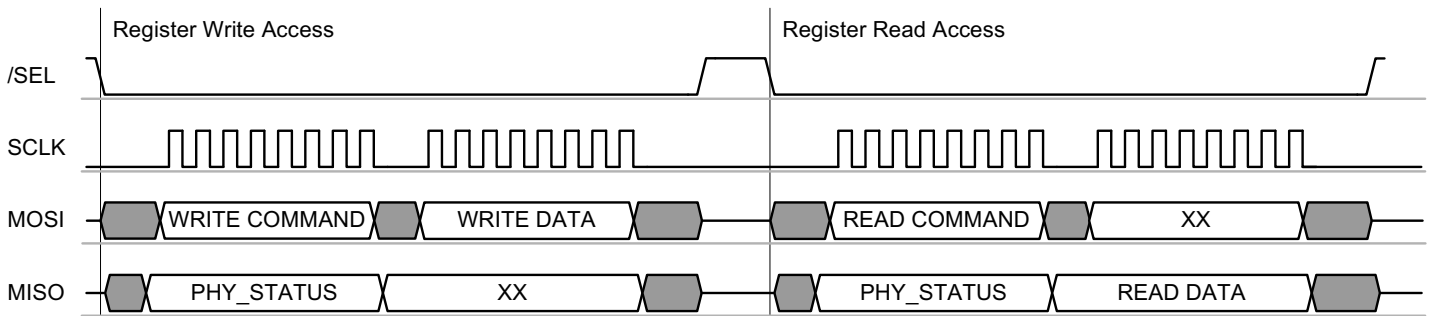 Register Write Access Register Read Access
/SEL
SCLK
MOSI WRITE COMMAND WRITE DATA READ COMMAND XX
MISO PHY_STATUS XX PHY_STATUS READ DATA